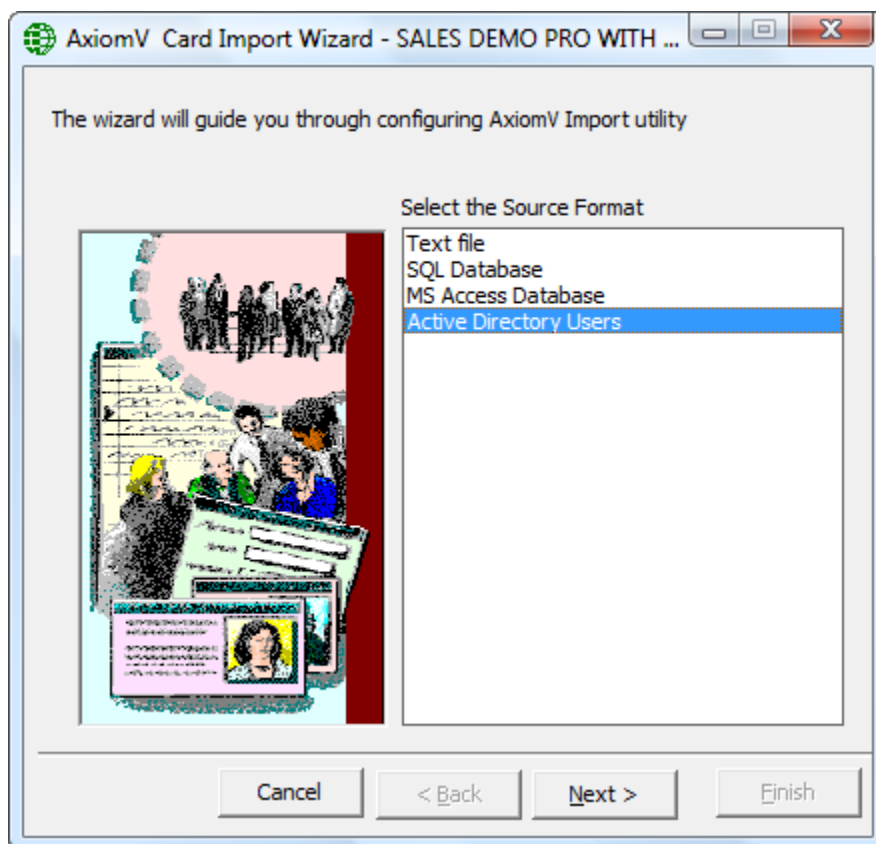 AxiomV Card Import Wizard - SALES DEMO PRO WITH ...
The wizard will guide you through configuring AxiomV Import utility
Select the Source Format
Text file
SQL Database
MS Access Database
Active Directory Users
Cancel
< Back
Next >
Finish